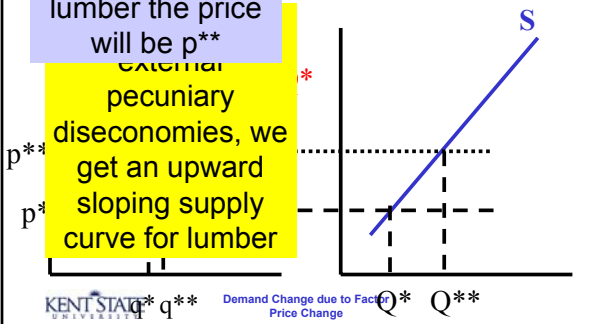 lumber the price
will be p**
external
pecuniary
diseconomies, we
get an upward
sloping supply
curve for lumber
*
p**
p*
S
q* q**
Q* Q**
KENT STATE
UNIVERSITY
Demand Change due to Factor
Price Change